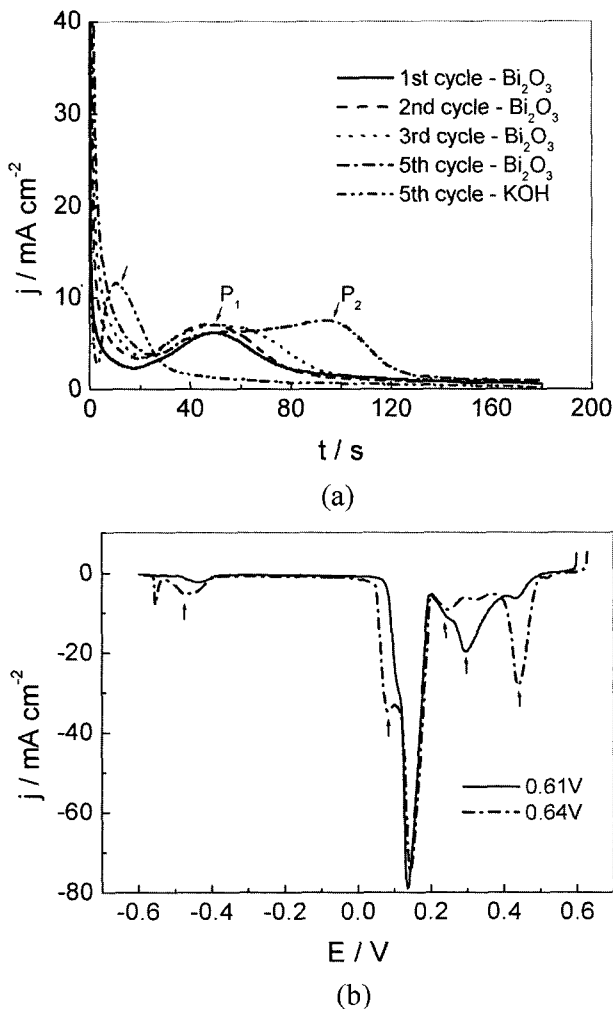 40
30
20
10
0
j / mA cm⁻²
1st cycle - Bi₂O₃
2nd cycle - Bi₂O₃
3rd cycle - Bi₂O₃
5th cycle - Bi₂O₃
5th cycle - KOH
P₁
P₂
0 40 80 120 160 200
t / s
(a)
0
-20
-40
-60
-80
j / mA cm⁻²
0.61V
0.64V
-0.6 -0.4 -0.2 0.0 0.2 0.4 0.6
E / V
(b)